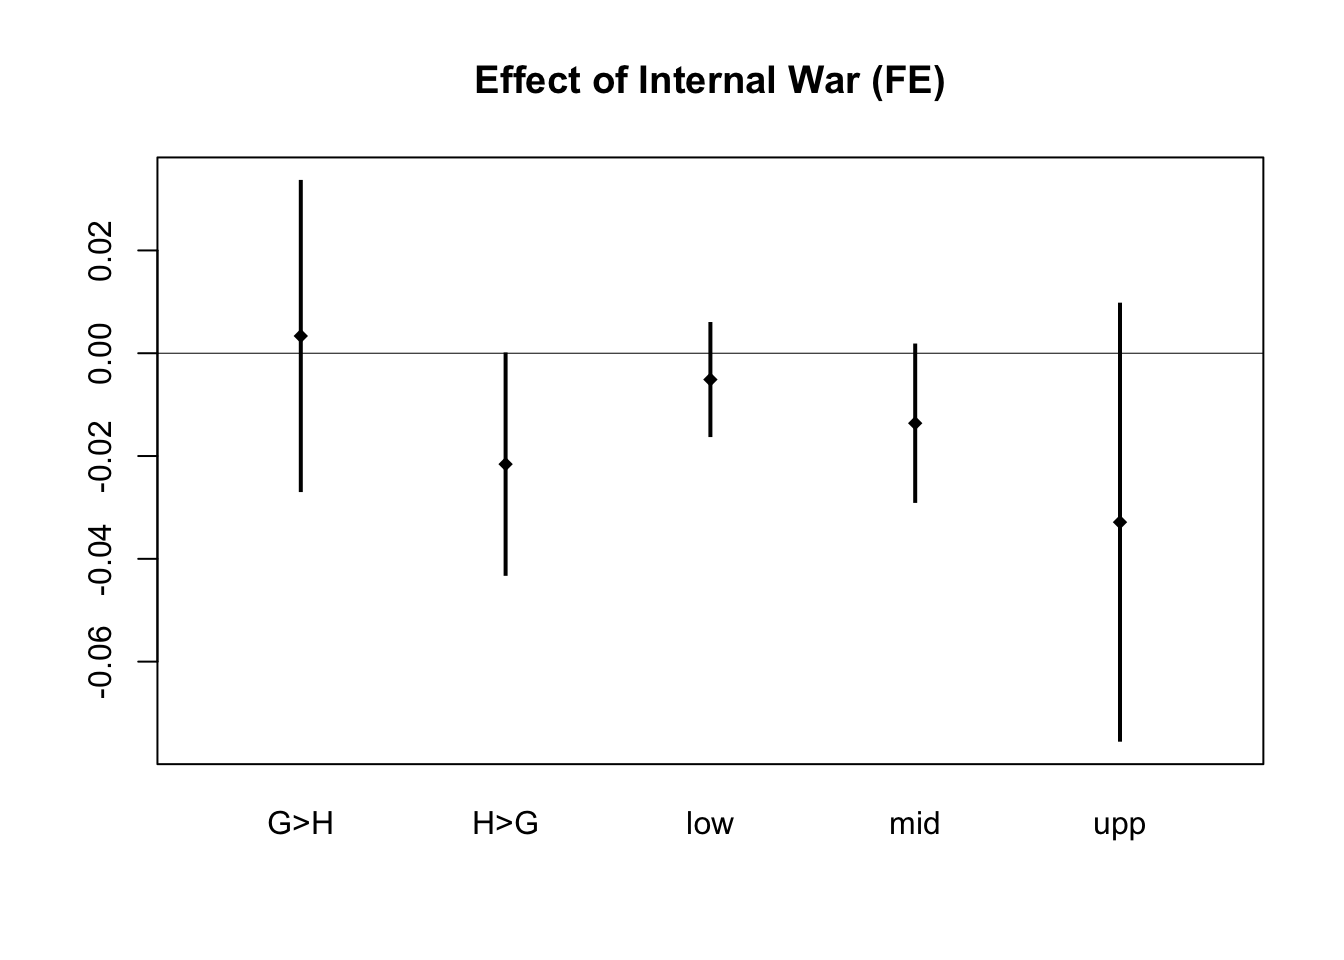 Effect of Internal War (FE)
0.02
0.00
-0.02
-0.04
-0.06
G>H H>G low mid upp